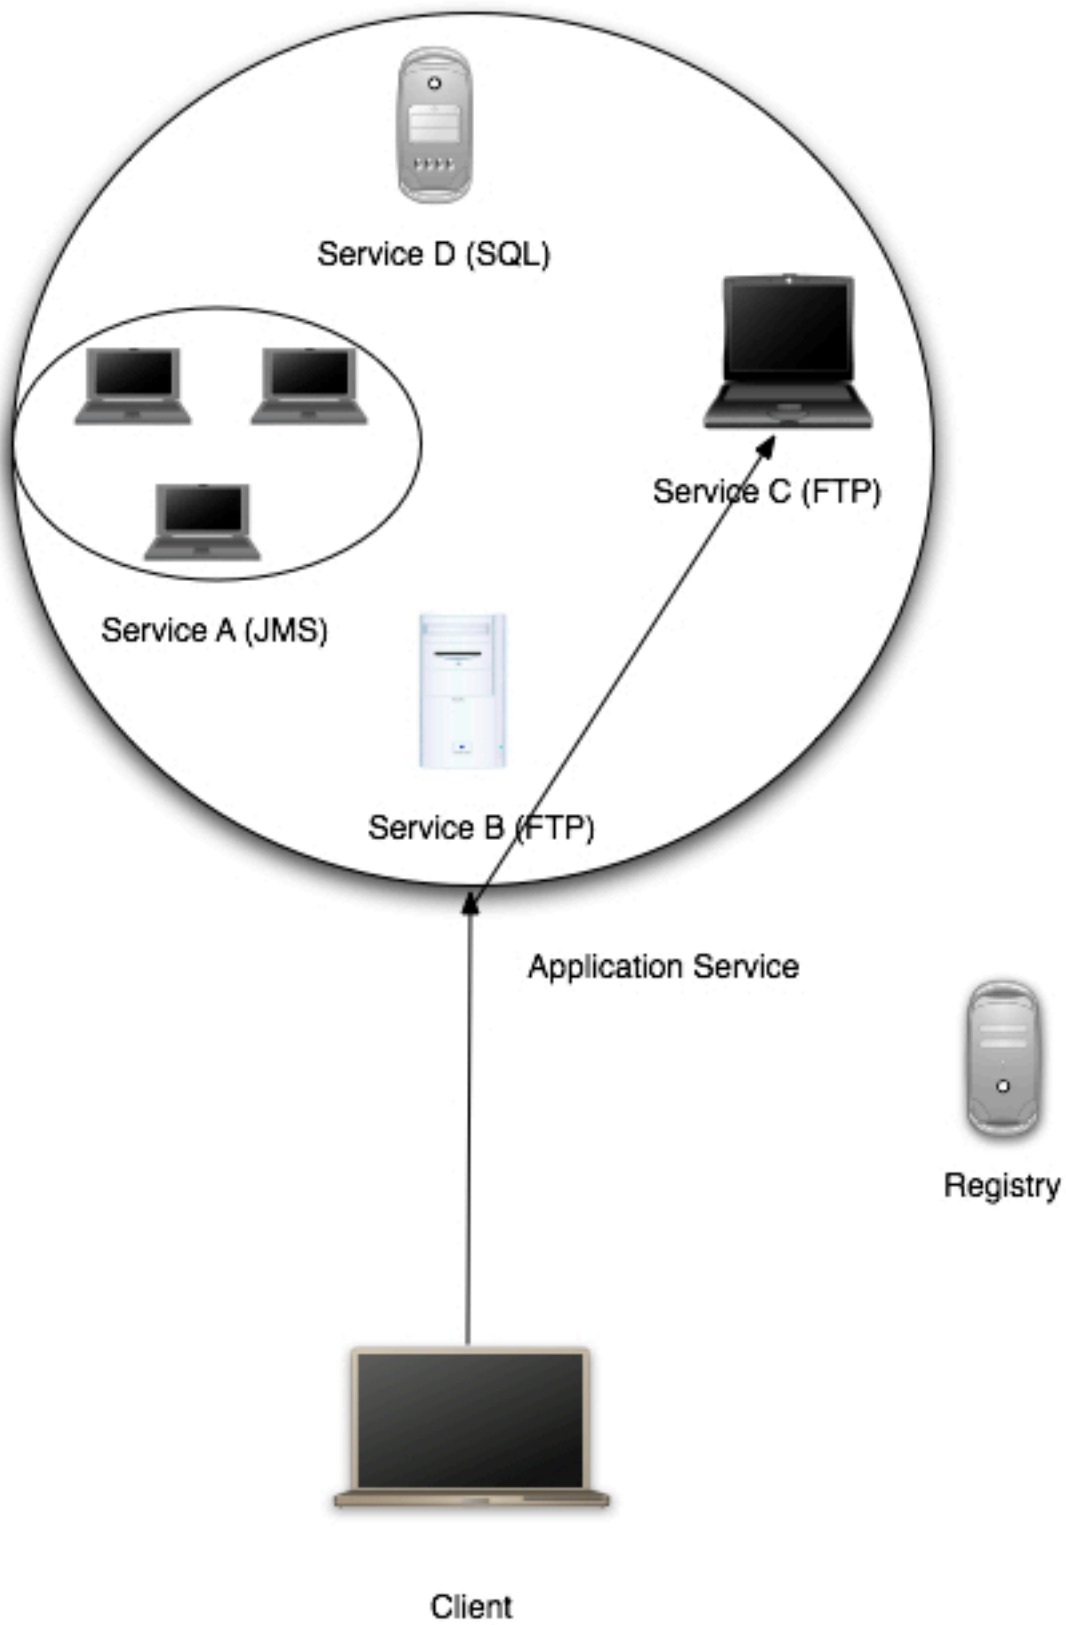 Service D (SQL)
Service C (FTP)
Service A (JMS)
Service B (FTP)
Application Service
Registry
Client